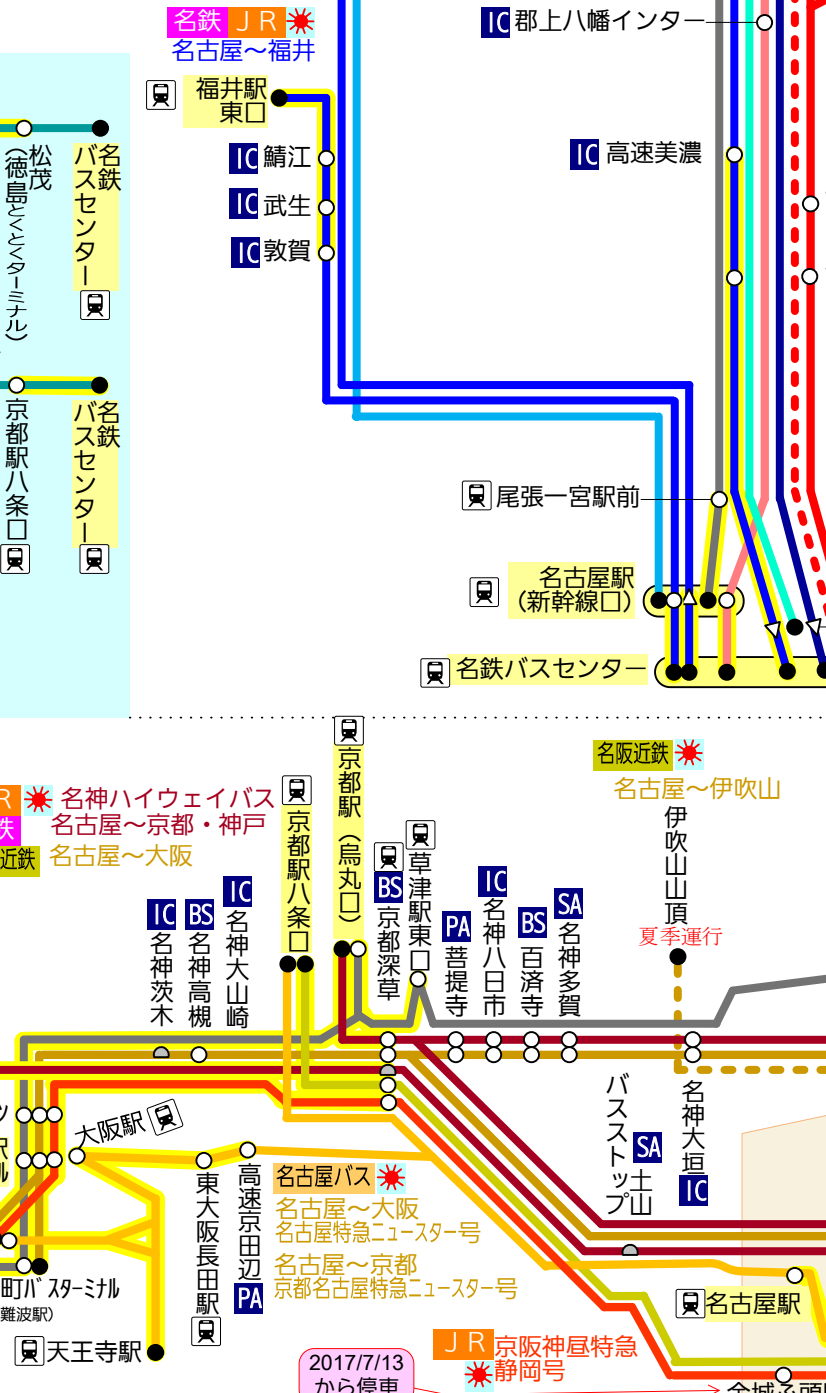 名鉄 JR
名古屋～福井
福井駅
東口
IC 鯖江
IC 武生
IC 敦賀
IC 郡上八幡インター
IC 高速美濃
松茂
(徳島とくとくターミナル)
名鉄
バスセンター
京都駅八条口
名鉄
バスセンター
尾張一宮駅前
名古屋駅
(新幹線口)
名鉄バスセンター
名阪近鉄
名古屋～伊吹山
伊吹山山頂
夏季運行
R 名神ハイウェイバス
鉄 名古屋～京都・神戸
近鉄 名古屋～大阪
IC 名神茨木
BS 名神高槻
IC 名神大山崎
京都駅八条口
京都駅(烏丸口)
BS 京都深草
草津駅東口
PA 菩提寺
IC 名神八日市
BS 百済寺
SA 名神多賀
バスストップ
SA 土山
名神大垣 IC
大阪駅
東大阪長田駅
高速京田辺 PA
名古屋バス
名古屋～大阪
名古屋特急ニュースター号
名古屋～京都
京都名古屋特急ニュースター号
町バスターミナル
難波駅)
天王寺駅
名古屋駅
JR 京阪神昼特急
静岡号
2017/7/13
から停車
金城ふ頭